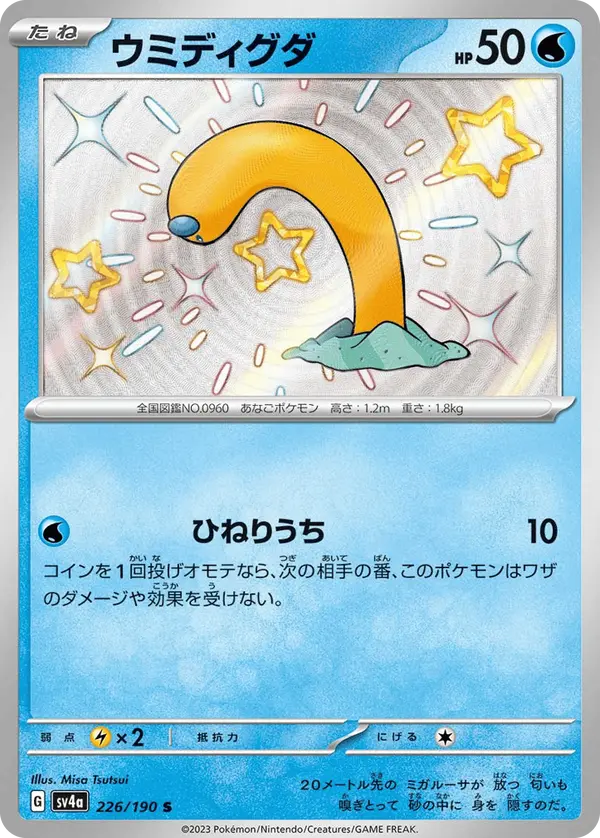 たね ウミディグダ HP50
全国図鑑NO.0960 あなごポケモン 高さ:1.2m 重さ:1.8kg
ひねりうち 10
コインを1回投げオモテなら、次の相手の番、このポケモンはワザ
のダメージや効果を受けない。
弱点 ×2 抵抗力 にげる
Illus. Misa Tsutsui
G sv4a 226/190 S
20メートル先の ミガルーサが 放つ 匂いも
嗅ぎとって 砂の中に 身を 隠すのだ。
©2023 Pokémon/Nintendo/Creatures/GAME FREAK.